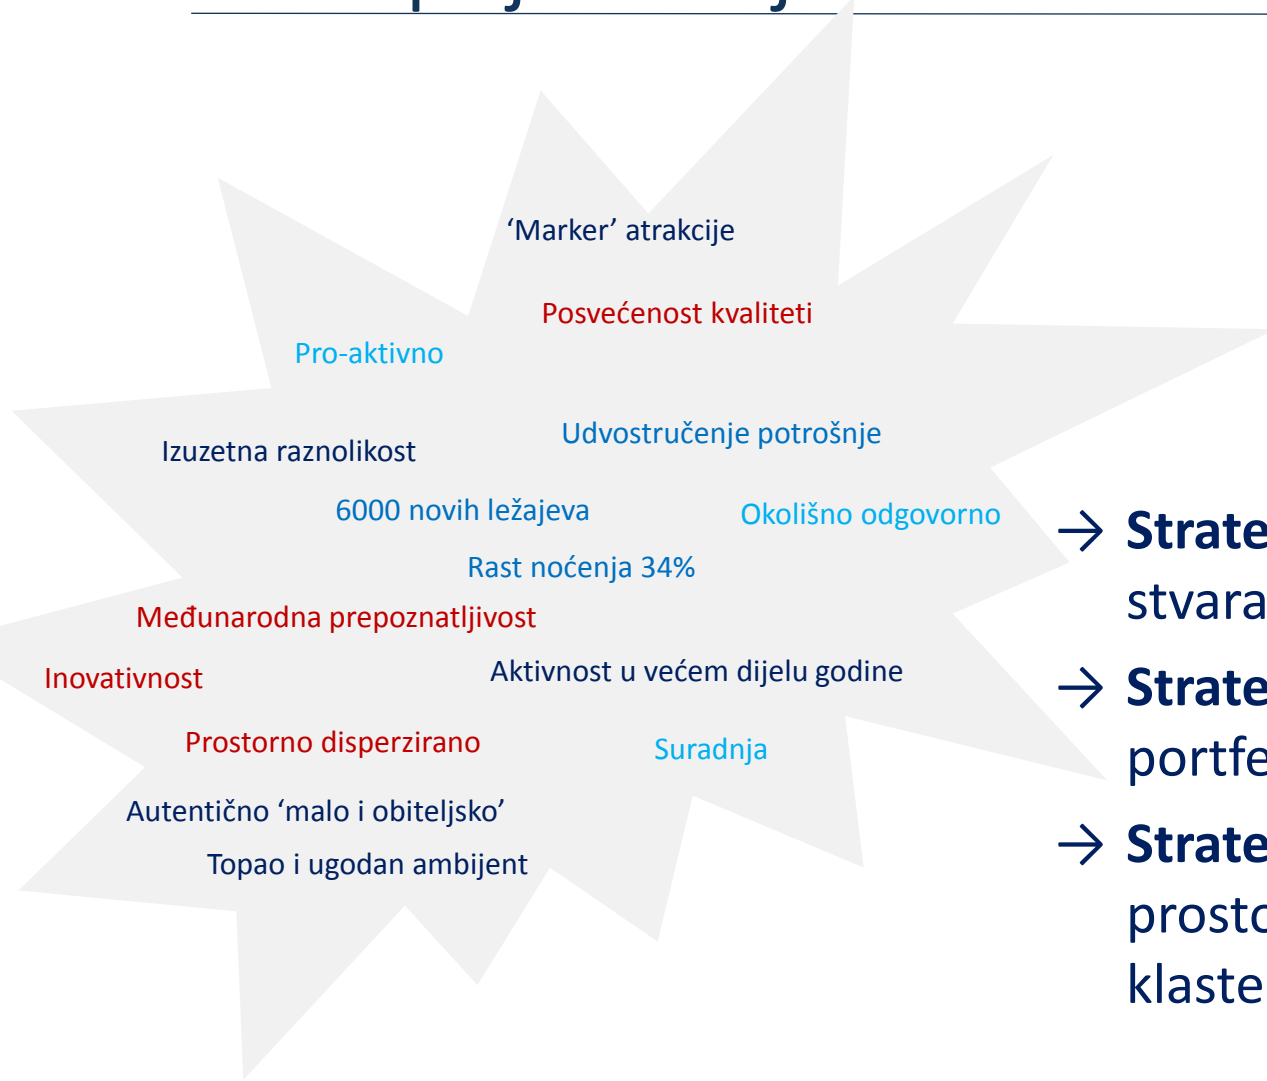 ‘Marker’ atrakcije
Posvećenost kvaliteti
Pro-aktivno
Udvostručenje potrošnje
Izuzetna raznolikost
6000 novih ležajeva
Okolišno odgovorno
Rast noćenja 34%
Međunarodna prepoznatljivost
Aktivnost u većem dijelu godine
Inovativnost
Prostorno disperzirano
Suradnja
Autentično ‘malo i obiteljsko’
Topao i ugodan ambijent
→ Strate
stvara
→ Strate
portfe
→ Strate
prosto
klaste